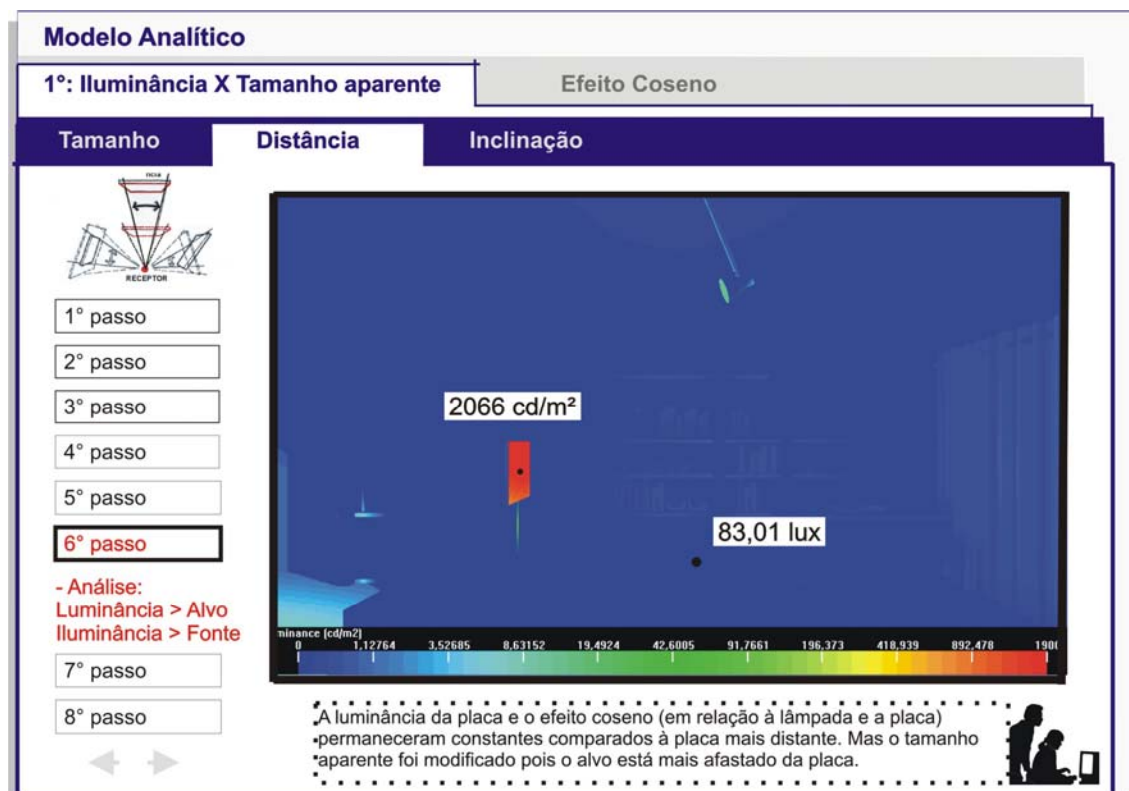 Modelo Analítico
1°: Iluminância X Tamanho aparente
Efeito Coseno
Tamanho
Distância
Inclinação
RECEPTOR
1° passo
2° passo
3° passo
4° passo
5° passo
6° passo
- Análise:
Luminância > Alvo
Iluminância > Fonte
7° passo
8° passo
2066 cd/m²
83,01 lux
minance (cd/m2)
0 1,12764 3,52685 8,63152 19,4924 42,6005 91,7661 196,373 418,939 892,478 190
A luminância da placa e o efeito coseno (em relação à lâmpada e a placa)
permaneceram constantes comparados à placa mais distante. Mas o tamanho
aparente foi modificado pois o alvo está mais afastado da placa.